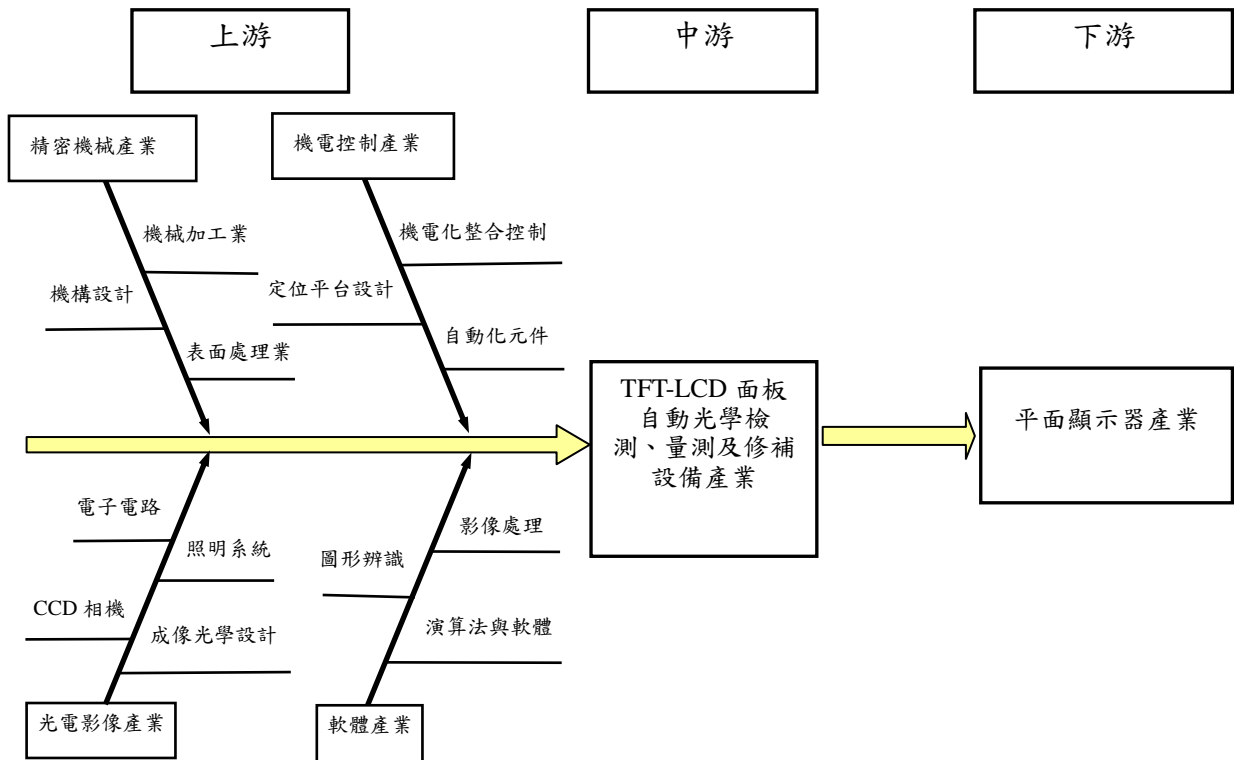 上游
中游
下游
精密機械產業
機電控制產業
機械加工業
機電化整合控制
機構設計
定位平台設計
表面處理業
自動化元件
TFT-LCD 面板
自動光學檢
測、量測及修補
設備產業
平面顯示器產業
電子電路
照明系統
影像處理
圖形辨識
CCD 相機
成像光學設計
演算法與軟體
光電影像產業
軟體產業